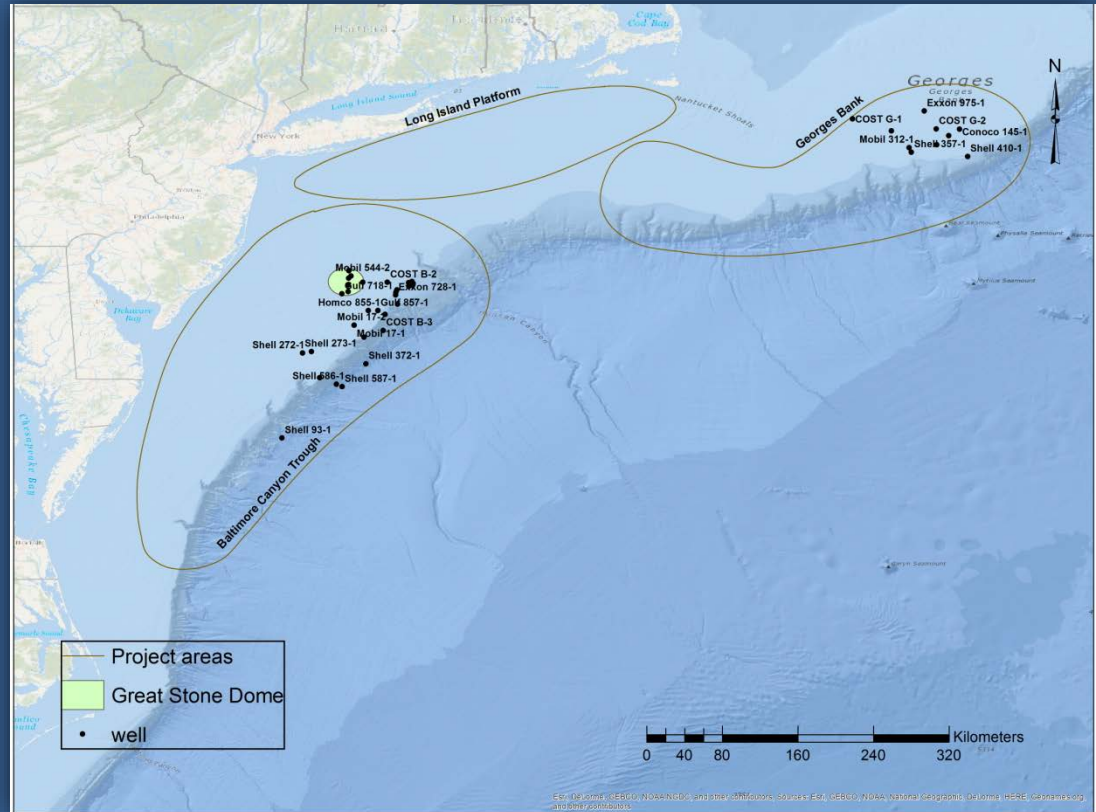 Cape
Cod Bay
Hartford
Long Island Sound
New York
Philadelphia
Delaware
Bay
Chesapeake Bay
Nantucket Shoals
Long Island Platform
Georges Bank
Georges
Georges
Exxon 975-1
COST G-1
COST G-2
Mobil 312-1
Conoco 145-1
Shell 357-1
Shell 410-1
N
Mobil 544-2
COST B-2
Gulf 718-1
Exxon 728-1
Homco 855-1
Gulf 857-1
Mobil 17-2
COST B-3
Mobil 17-1
Shell 272-1
Shell 273-1
Shell 372-1
Shell 586-1
Shell 587-1
Shell 93-1
Baltimore Canyon Trough
Project areas
Great Stone Dome
well
Kilometers
0 40 80 160 240 320